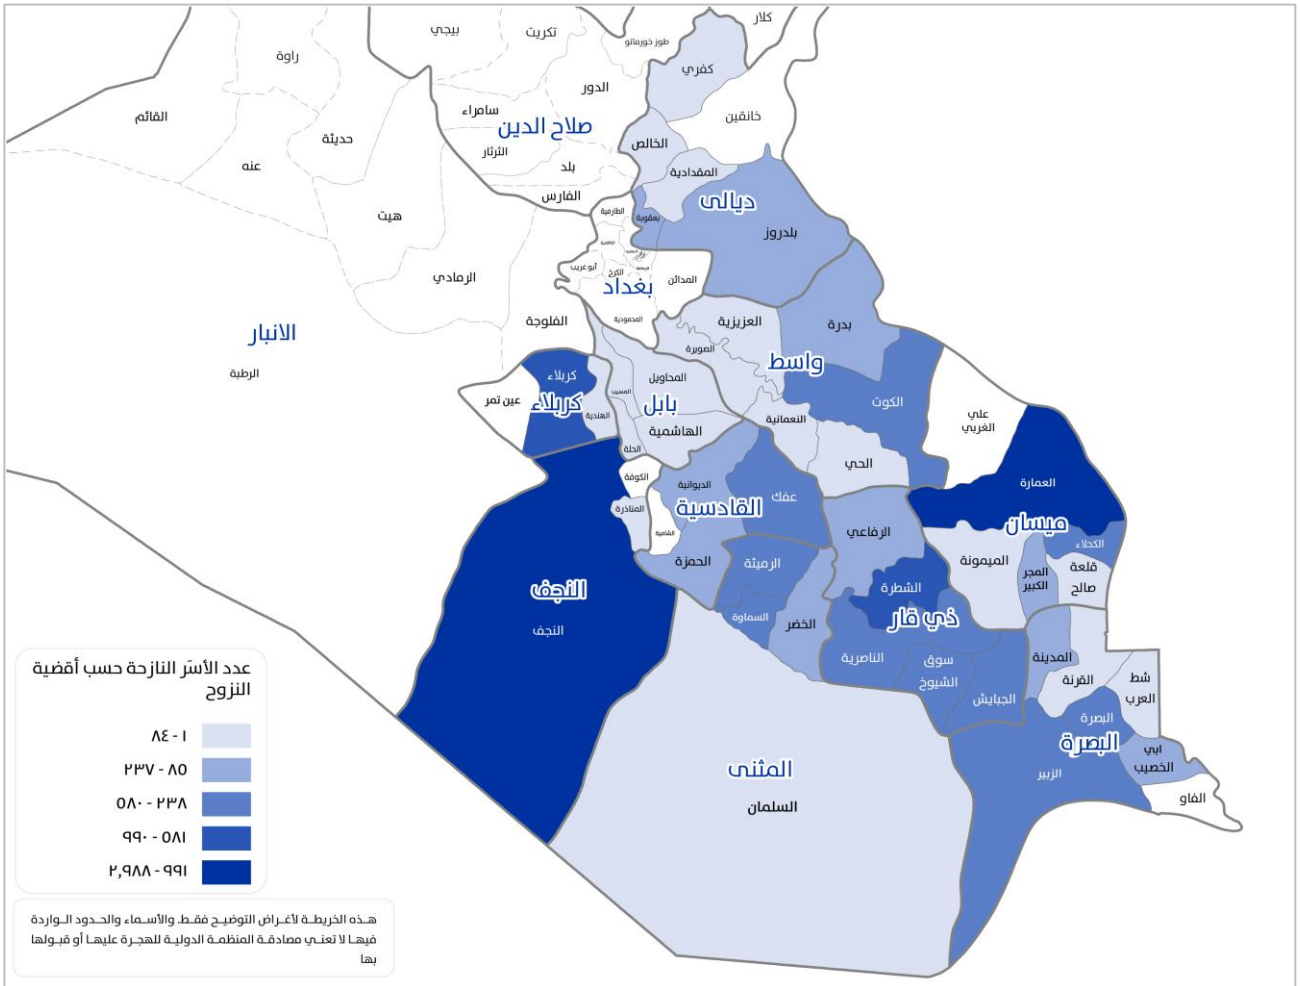 كلار
بيجي
تكريت
طوز خورماتو
راوة
كفري
الدور
القائم
سامراء
خانقين
صلاح الدين
حديثة
الخالص
الثرثار
عنه
بلد
المقدادية
الفارس
ديالى
هيت
الطارمية
بعقوبة
بلدروز
الرمادي
أبو غريب
الكرخ
المدائن
بغداد
الفلوجة
المحمودية
العزيزية
بدرة
الانبار
الصويرة
واسط
الرطبة
كربلاء
المحاويل
المسيب
عين تمر
كربلاء
بابل
الكوت
علي
الغربي
الهندية
النعمانية
الهاشمية
الحلة
الحي
الكوفة
الديوانية
عفك
العمارة
المناذرة
القادسية
ميسان
الشامية
الرفاعي
الكحلاء
الحمزة
الرميثة
الميمونة
المجر
الكبير
قلعة
صالح
النجف
الشطرة
السماوة
الخضر
ذي قار
النجف
الناصرية
سوق
الشيوخ
المدينة
القرنة
شط
العرب
الجبايش
البصرة
البصرة
ابي
الخصيب
المثنى
الزبير
السلمان
الفاو
عدد الأسَر النازحة حسب أقضية
النزوح
١ - ٨٤
٨٥ - ٢٣٧
٢٣٨ - ٥٨٠
٥٨١ - ٩٩٠
٩٩١ - ٢,٩٨٨
هـذه الخريطـة لأغـراض التوضيـح فقـط. والأسـماء والحـدود الـواردة
فيهـا لا تعنـي مصادقـة المنظمـة الدوليـة للهجـرة عليهـا أو قبـولها
بها